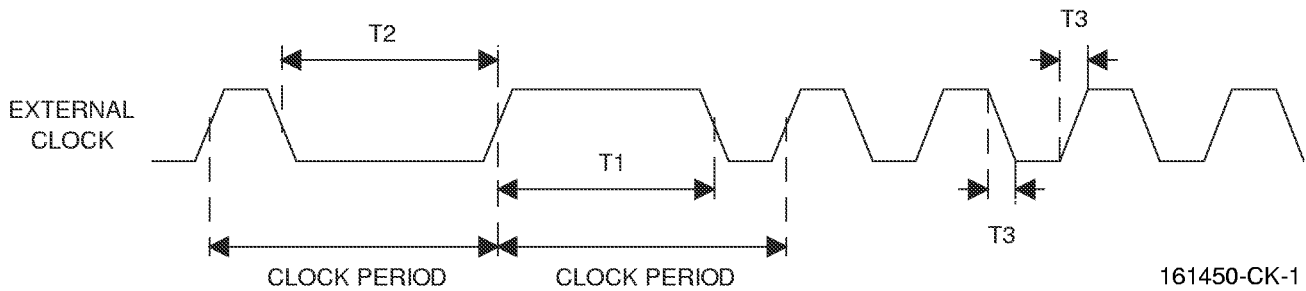 T2
T3
EXTERNAL
CLOCK
T1
T3
CLOCK PERIOD
CLOCK PERIOD
161450-CK-1